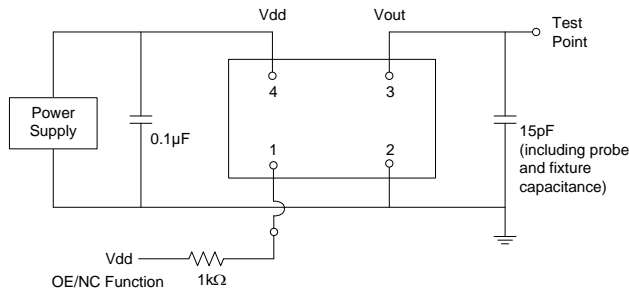 Vdd
Vout
Test
Point
4
3
Power
Supply
0.1µF
1
2
15pF
(including probe
and fixture
capacitance)
Vdd
1kΩ
OE/NC Function